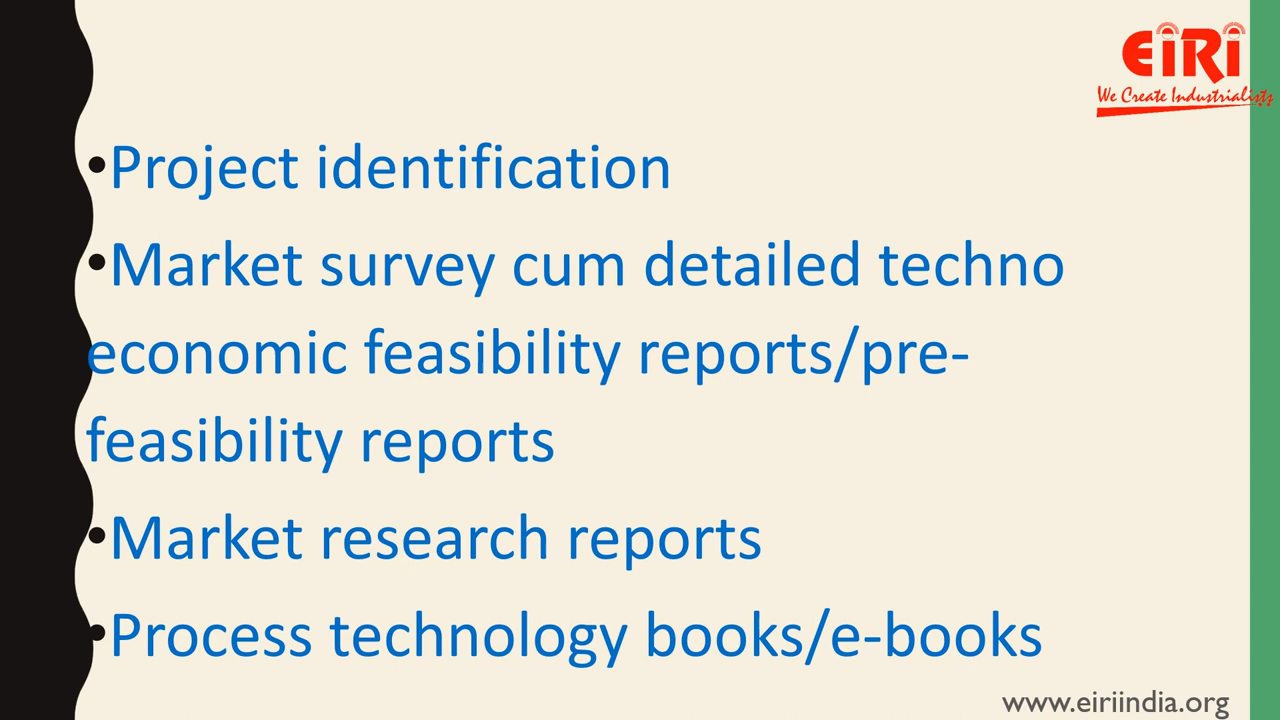 EiRi
We Create Industrialists
•Project identification
•Market survey cum detailed techno
economic feasibility reports/pre-
feasibility reports
•Market research reports
•Process technology books/e-books
www.eiriindia.org